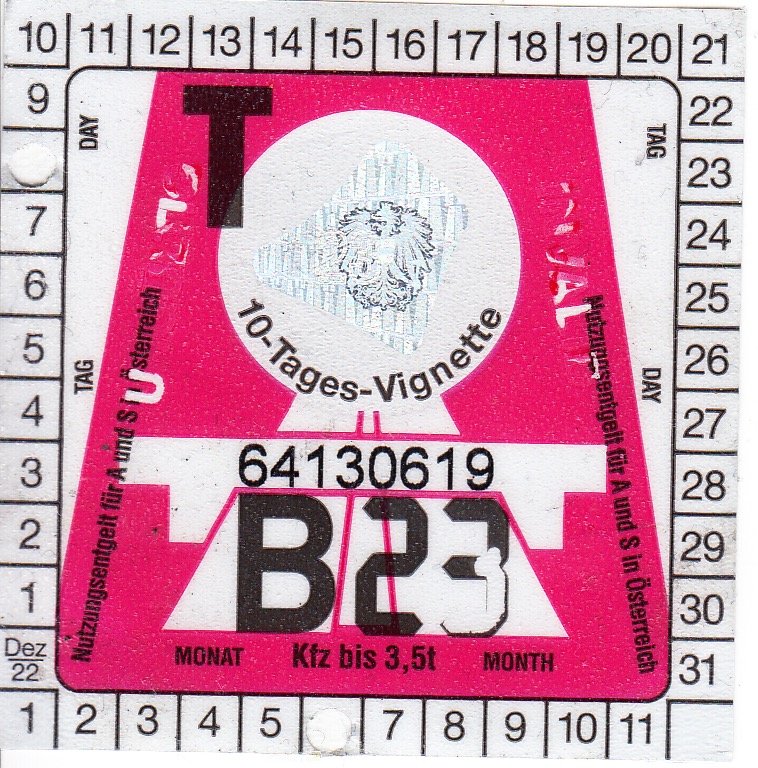 10 11 12 13 14 15 16 17 18 19 20 21
9
7
6
5
4
3
2
1
Dez
22
22
23
24
25
26
27
28
29
30
31
DAY
TAG
TAG
DAY
T
10-Tages-Vignette
Nutzungsentgelt für A und S in Österreich
Nutzungsentgelt für A und S in Österreich
64130619
B 23
MONAT Kfz bis 3,5t MONTH
1 2 3 4 5 7 8 9 10 11